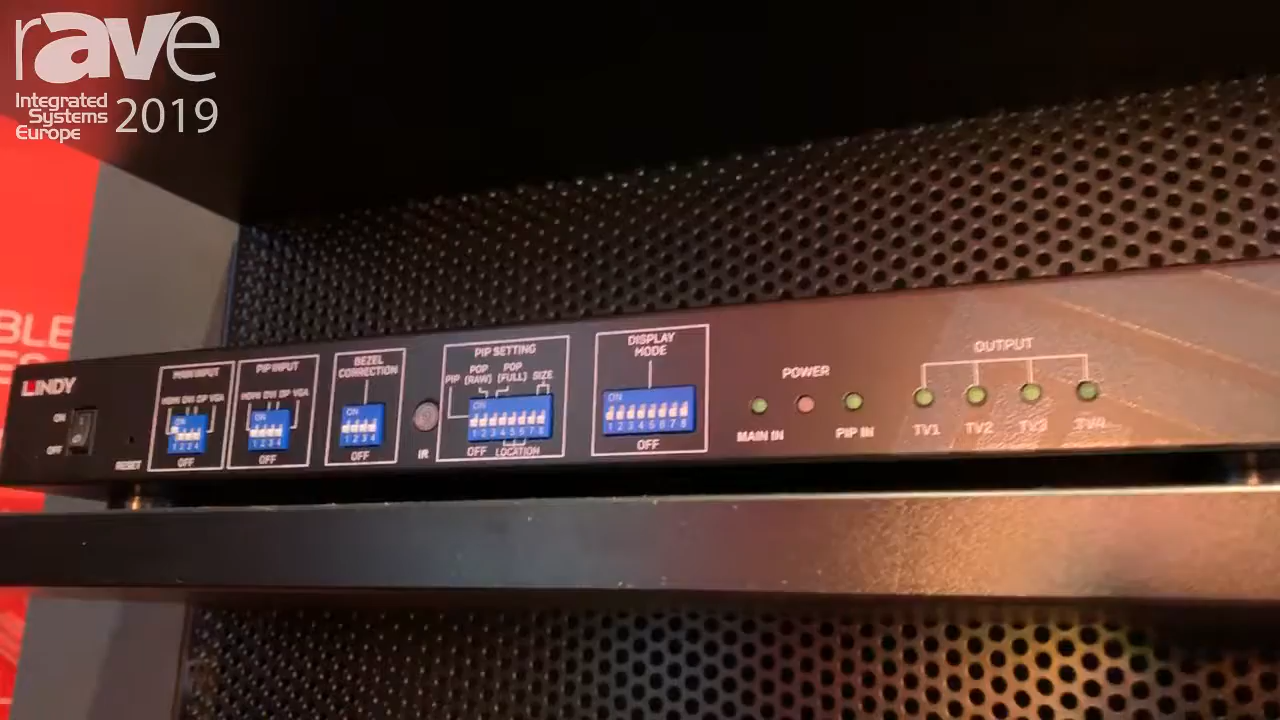 rave
Integrated
Systems
Europe
2019
BLE
LINDY
ON
OFF
RESET
MAIN INPUT
HDMI DVI DP VGA
ON
1 2 3 4
OFF
PIP INPUT
HDMI DVI DP VGA
ON
1 2 3 4
OFF
BEZEL
CORRECTION
ON
1 2 3 4
OFF
IR
PIP SETTING
POP POP
PIP (RAW) (FULL) SIZE
ON
1 2 3 4 5 6 7 8
OFF LOCATION
DISPLAY
MODE
ON
1 2 3 4 5 6 7 8
OFF
POWER
MAIN IN
PIP IN
OUTPUT
TV1 TV2 TV3 TV4